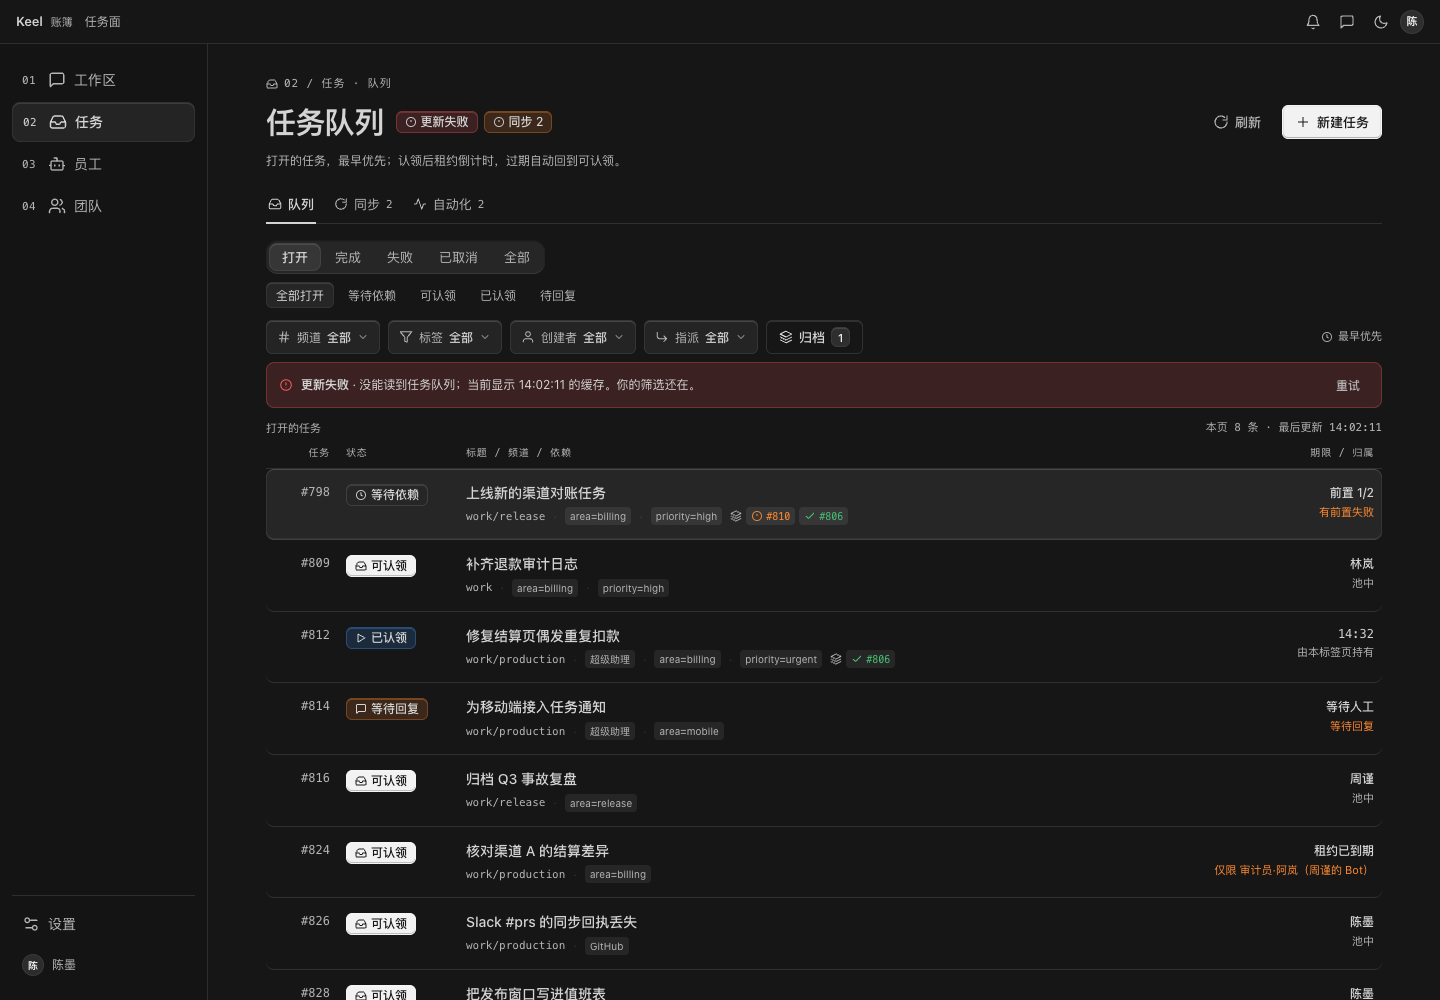 Keel 账簿 任务面 陈
01 工作区
02 任务
03 员工
04 团队
设置
陈 陈墨
02 / 任务 · 队列
任务队列 更新失败 同步 2 刷新 新建任务
打开的任务，最早优先；认领后租约倒计时，过期自动回到可认领。
队列 同步 2 自动化 2
打开 完成 失败 已取消 全部
全部打开 等待依赖 可认领 已认领 待回复
频道 全部 标签 全部 创建者 全部 指派 全部 归档 1 最早优先
更新失败 · 没能读到任务队列；当前显示 14:02:11 的缓存。你的筛选还在。 重试
打开的任务 本页 8 条 · 最后更新 14:02:11
任务 状态 标题 / 频道 / 依赖 期限 / 归属
#798 等待依赖 上线新的渠道对账任务 前置 1/2
work/release · area=billing · priority=high #810 #806 有前置失败
#809 可认领 补齐退款审计日志 林岚
work · area=billing · priority=high 池中
#812 已认领 修复结算页偶发重复扣款 14:32
work/production · 超级助理 · area=billing · priority=urgent #806 由本标签页持有
#814 等待回复 为移动端接入任务通知 等待人工
work/production · 超级助理 · area=mobile 等待回复
#816 可认领 归档 Q3 事故复盘 周谨
work/release · area=release 池中
#824 可认领 核对渠道 A 的结算差异 租约已到期
work/production · area=billing 仅限 审计员·阿岚（周谨的 Bot）
#826 可认领 Slack #prs 的同步回执丢失 陈墨
work/production · GitHub 池中
#828 可认领 把发布窗口写进值班表 陈墨